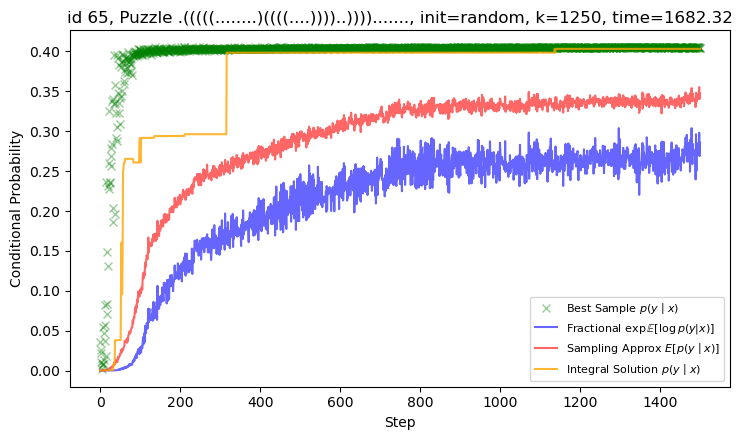 id 65, Puzzle .(((((........)((((....))))..))))......., init=random, k=1250, time=1682.32
0.40
0.35
0.30
0.25
0.20
0.15
0.10
0.05
0.00
Conditional Probability
Best Sample p(y | x)
Fractional exp 𝔼[log p(y|x)]
Sampling Approx E[p(y | x)]
Integral Solution p(y | x)
0 200 400 600 800 1000 1200 1400
Step